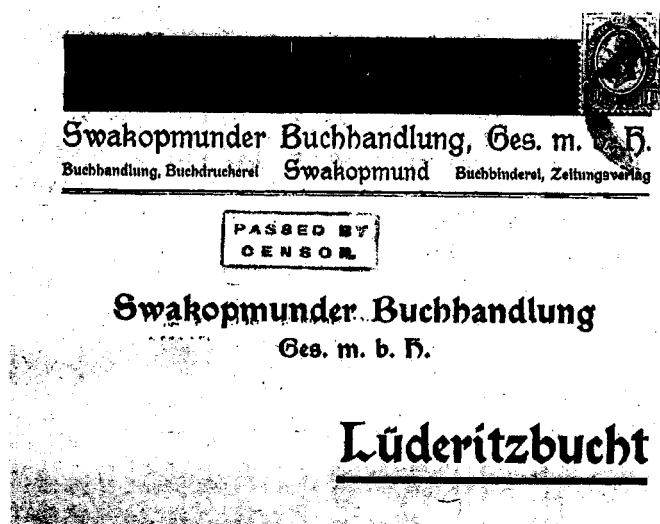 Swakopmunder Buchhandlung, Ges. m. b. H.
Buchhandlung, Buchdruckerei Swakopmund Buchbinderei, Zeitungsverlag
PASSED BY
CENSOR.
Swakopmunder Buchhandlung
Ges. m. b. H.
Lüderitzbucht